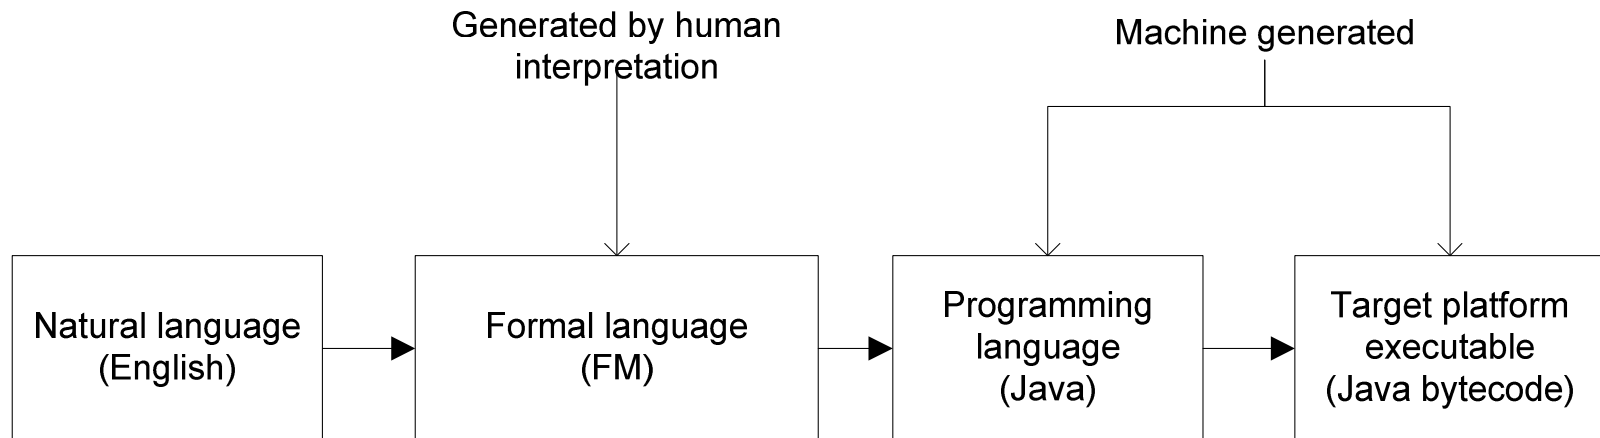 Generated by human
interpretation
Machine generated
Natural language
(English)
Formal language
(FM)
Programming
language
(Java)
Target platform
executable
(Java bytecode)